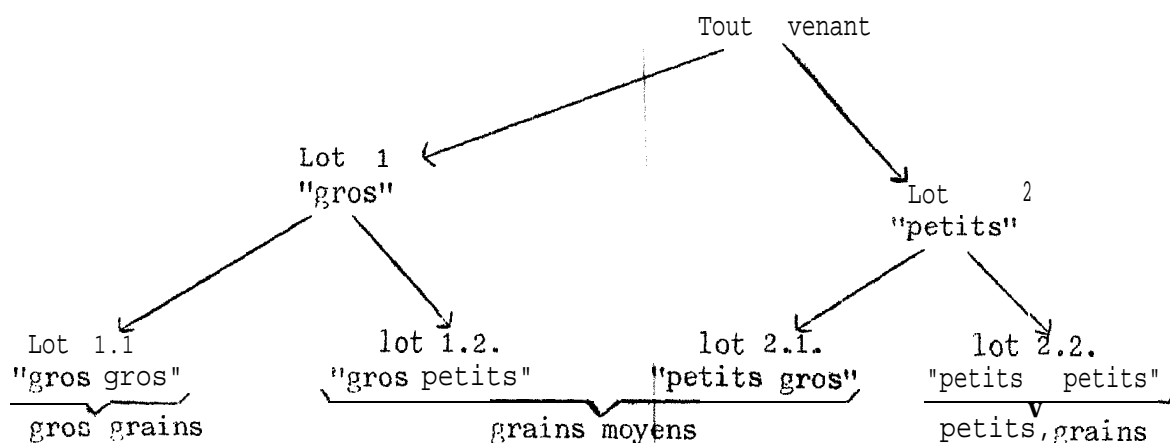 Tout venant
Lot 1
"gros"
Lot 2
"petits"
Lot 1.1
"gros gros"
lot 1.2.
"gros petits"
lot 2.1.
"petits gros"
lot 2.2.
"petits petits"
gros grains
grains moyens
petits,grains